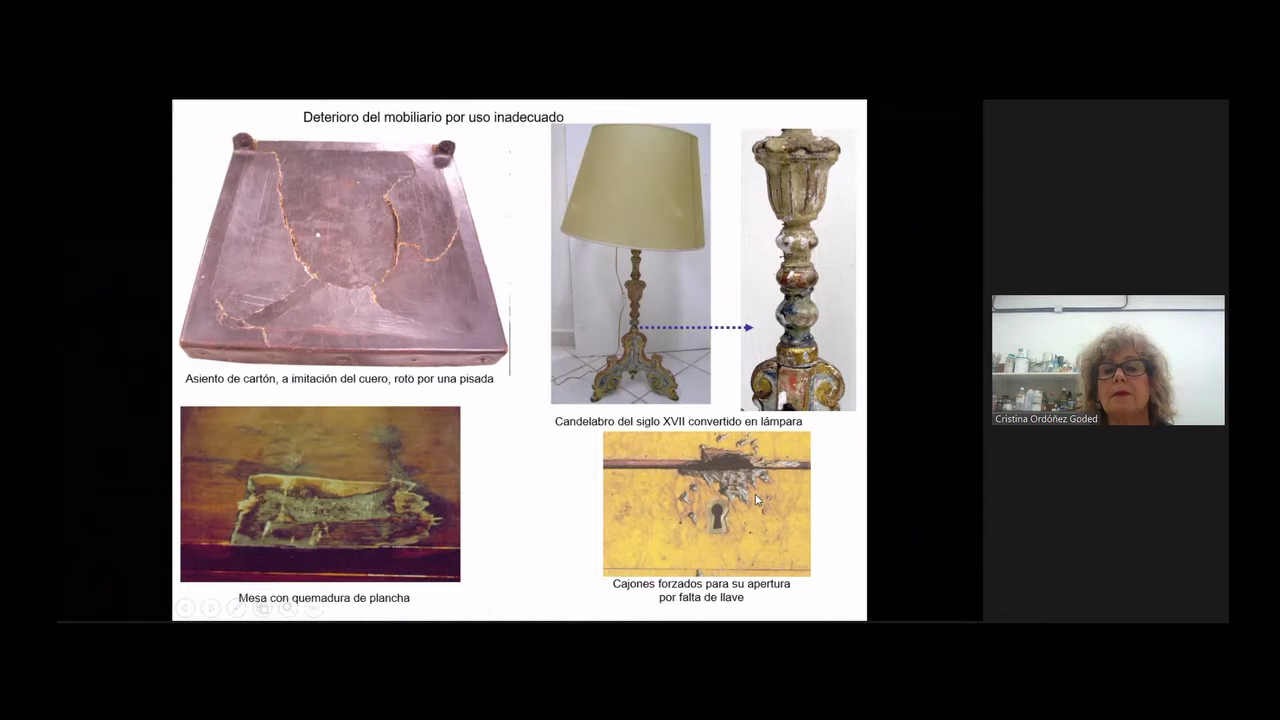 Deterioro del mobiliario por uso inadecuado
Asiento de cartón, a imitación del cuero, roto por una pisada
Candelabro del siglo XVII convertido en lámpara
Mesa con quemadura de plancha
Cajones forzados para su apertura
por falta de llave
Cristina Ordóñez Goded